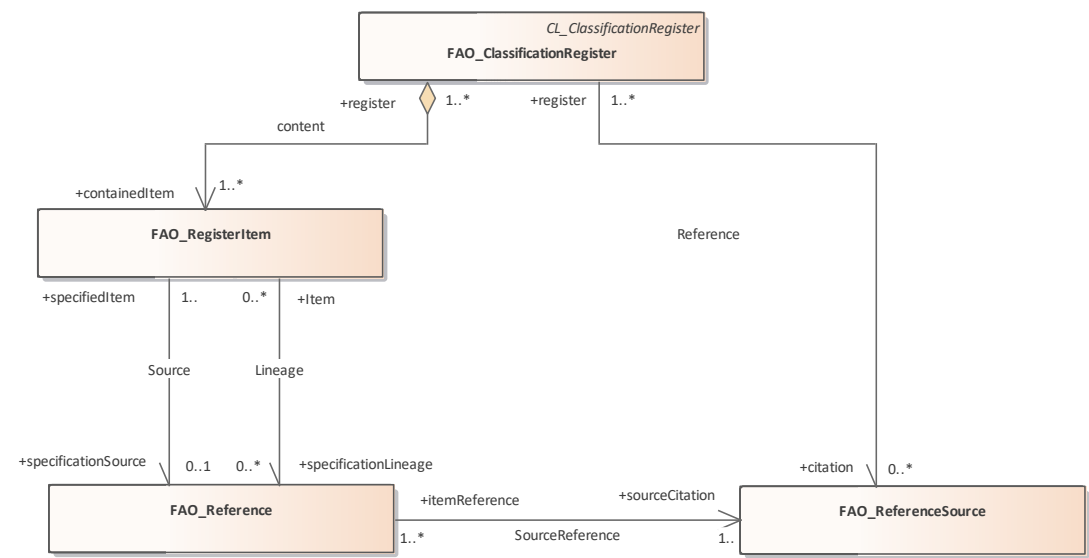 CL_ClassificationRegister
FAO_ClassificationRegister
+register 1..* +register 1..*
content
+containedItem 1..*
FAO_RegisterItem
Reference
+specifiedItem 1.. 0..* +Item
Source Lineage
+specificationSource 0..1 0..* +specificationLineage
+citation 0..*
FAO_Reference
+itemReference +sourceCitation
FAO_ReferenceSource
1..* SourceReference 1..